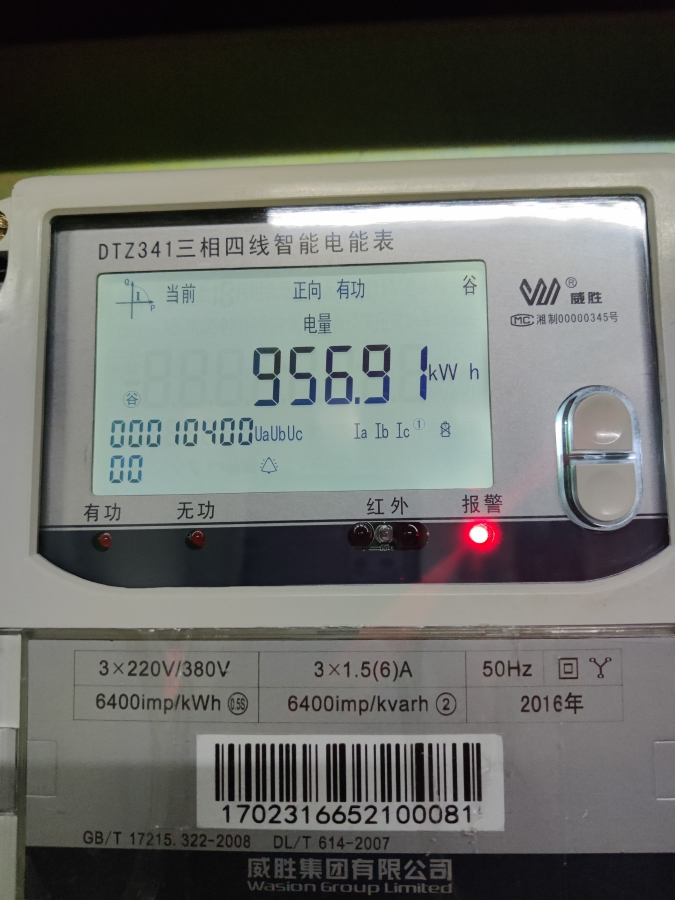 DTZ341三相四线智能电能表
当前 正向 有功 谷
电量
956.91 kW h
谷
00010400 UaUbUc Ia Ib Ic ①
00
威胜®
MC 湘制00000345号
有功 无功 红外 报警
3×220V/380V 3×1.5(6)A 50Hz
6400imp/kWh 0.5S 6400imp/kvarh ② 2016年
1702316652100081
GB/T 17215.322-2008 DL/T 614-2007
威胜集团有限公司
Wasion Group Limited